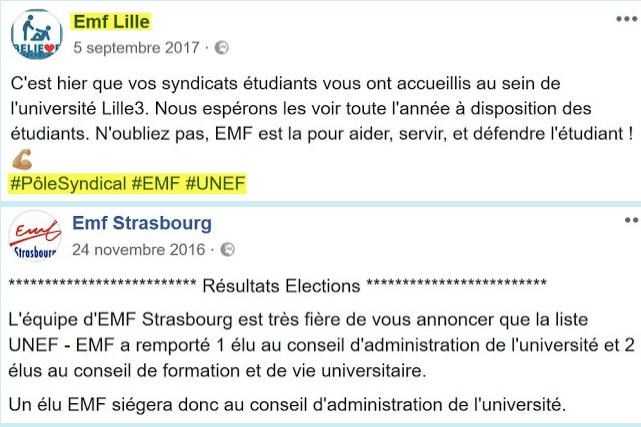 Emf Lille
5 septembre 2017 ·
C'est hier que vos syndicats étudiants vous ont accueillis au sein de
l'université Lille3. Nous espérons les voir toute l'année à disposition des
étudiants. N'oubliez pas, EMF est la pour aider, servir, et défendre l'étudiant !
#PôleSyndical #EMF #UNEF
Emf
Strasbourg
Emf Strasbourg
24 novembre 2016 ·
************************** Résultats Elections *************************
L'équipe d'EMF Strasbourg est très fière de vous annoncer que la liste
UNEF - EMF a remporté 1 élu au conseil d'administration de l'université et 2
élus au conseil de formation et de vie universitaire.
Un élu EMF siégera donc au conseil d'administration de l'université.